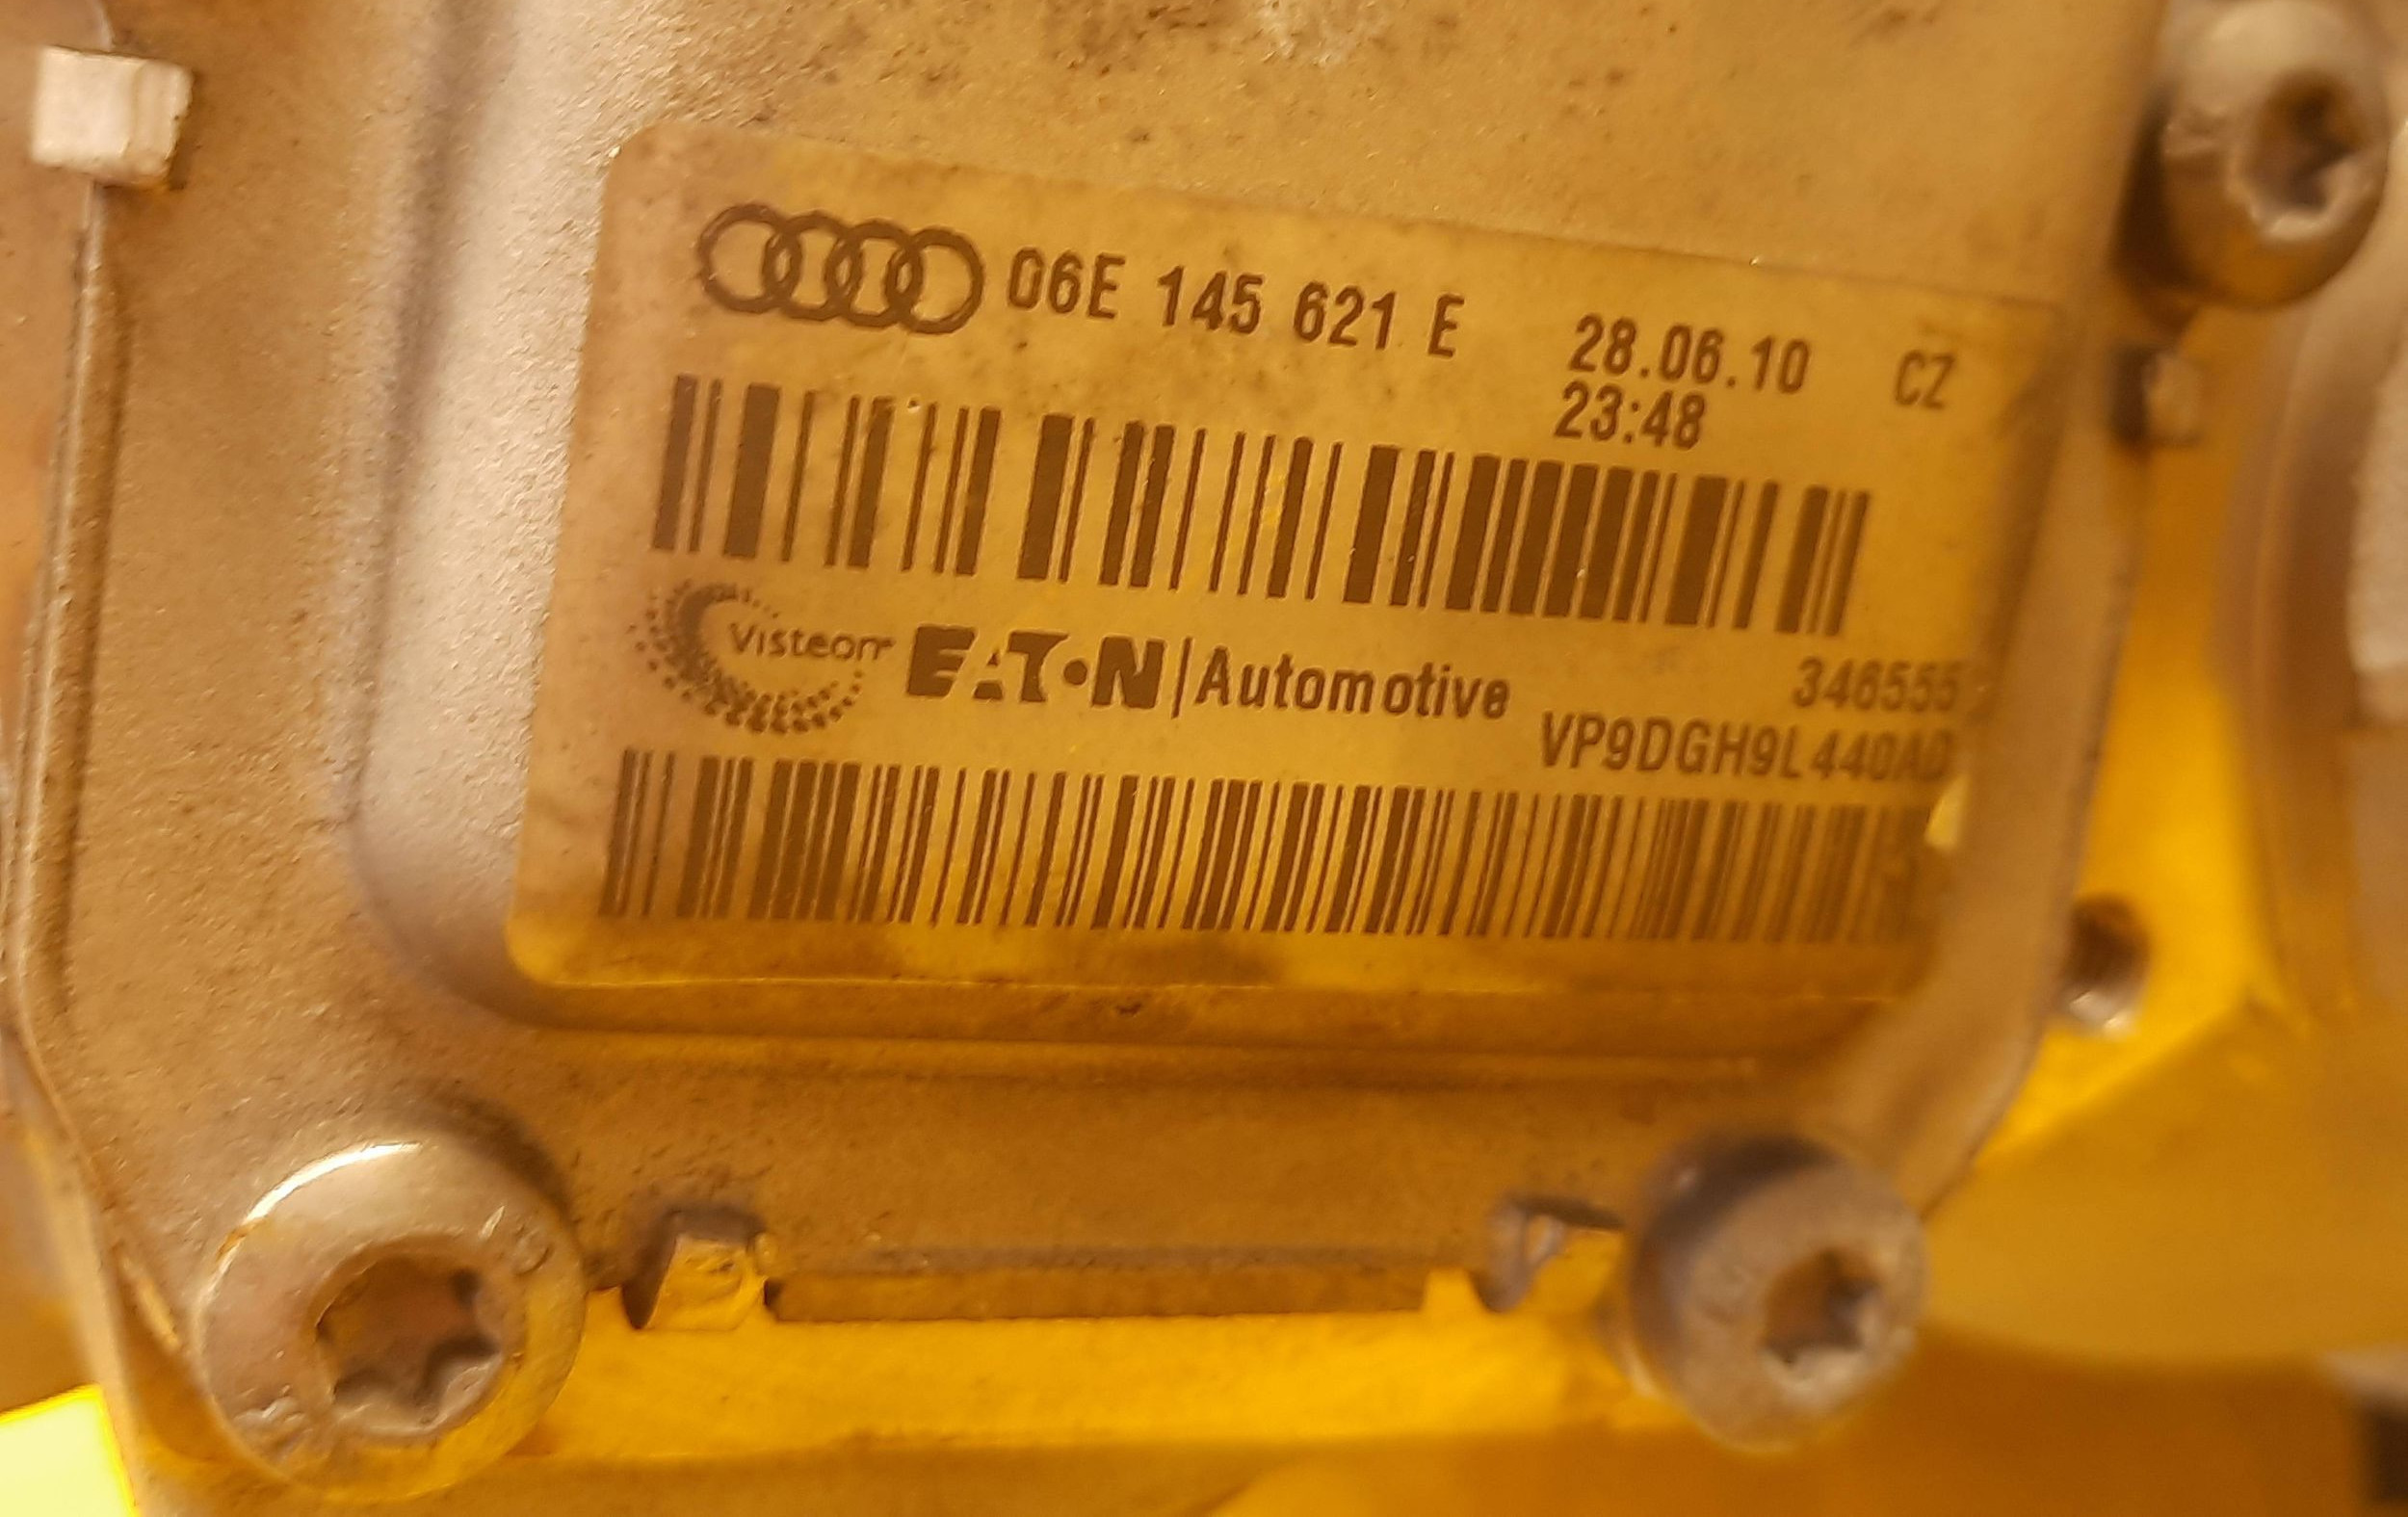 06E 145 621 E 28.06.10 CZ
23:48
Visteon EATON Automotive
346555
VP9DGH9L440AD